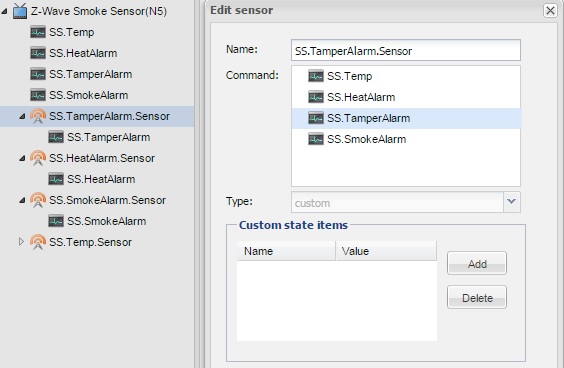 Z-Wave Smoke Sensor(N5)
SS.Temp
SS.HeatAlarm
SS.TamperAlarm
SS.SmokeAlarm
SS.TamperAlarm.Sensor
SS.TamperAlarm
SS.HeatAlarm.Sensor
SS.HeatAlarm
SS.SmokeAlarm.Sensor
SS.SmokeAlarm
SS.Temp.Sensor
Edit sensor
Name: SS.TamperAlarm.Sensor
Command: SS.Temp
SS.HeatAlarm
SS.TamperAlarm
SS.SmokeAlarm
Type: custom
Custom state items
Name Value
Add
Delete